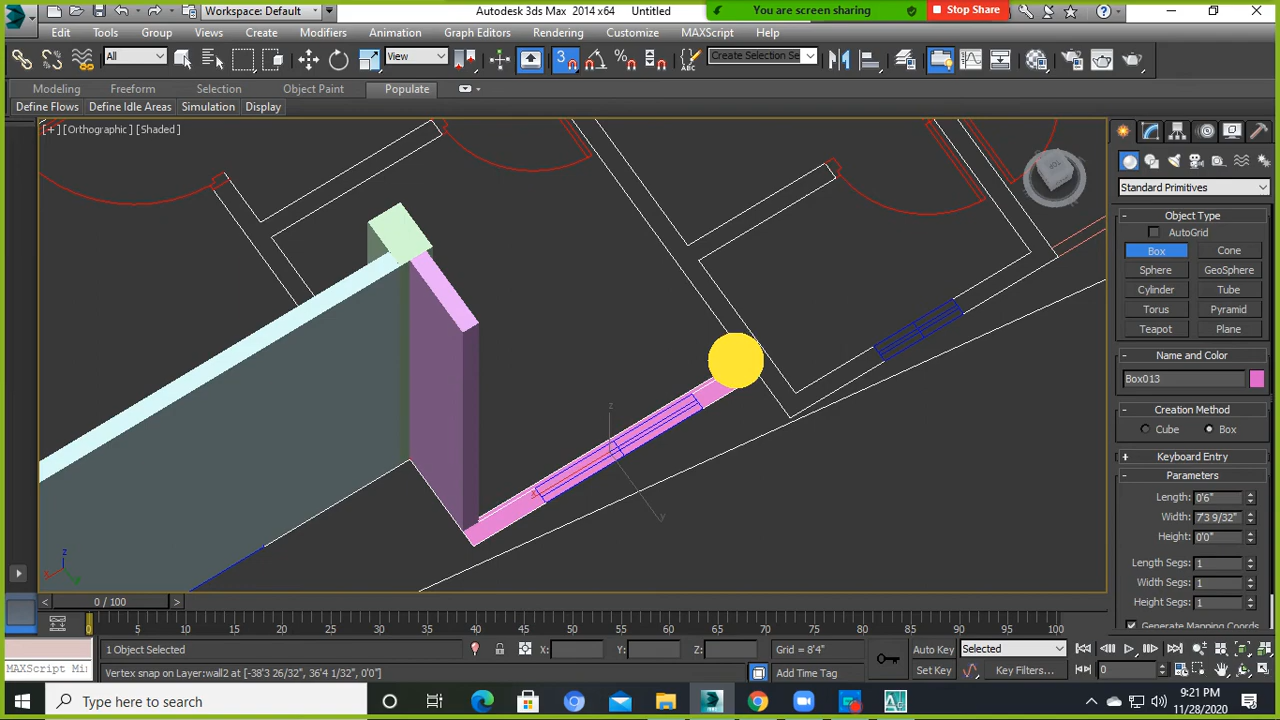 Workspace: Default
Autodesk 3ds Max 2014 x64
Untitled
You are screen sharing
Stop Share
Edit
Tools
Group
Views
Create
Modifiers
Animation
Graph Editors
Rendering
Customize
MAXScript
Help
All
View
3
Create Selection Se
Modeling
Freeform
Selection
Object Paint
Populate
Define Flows
Define Idle Areas
Simulation
Display
[+] [Orthographic ] [Shaded ]
Standard Primitives
Object Type
AutoGrid
Box
Cone
Sphere
GeoSphere
Cylinder
Tube
Torus
Pyramid
Teapot
Plane
Name and Color
Box013
Creation Method
Cube
Box
Keyboard Entry
Parameters
Length: 0'6"
Width: 7'3 9/32"
Height: 0'0"
Length Segs: 1
Width Segs: 1
Height Segs: 1
Generate Mapping Coords
z
x
y
z
x
y
0 / 100
0 5 10 15 20 25 30 35 40 45 50 55 60 65 70 75 80 85 90 95 100
1 Object Selected
X:
Y:
Z:
Grid = 8'4"
Auto Key
Selected
MAXScript Mi
Vertex snap on Layer:wall2 at [-38'3 26/32", 36'4 1/32", 0'0"]
Add Time Tag
Set Key
Key Filters...
0
Type here to search
9:21 PM
11/28/2020